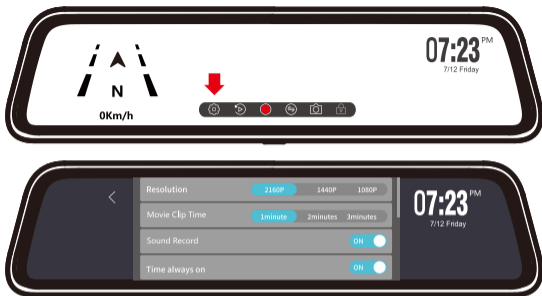 07:23 PM
7/12 Friday
N
0Km/h
Resolution 2160P 1440P 1080P
Movie Clip Time 1minute 2minutes 3minutes
Sound Record ON
Time always on ON
07:23 PM
7/12 Friday